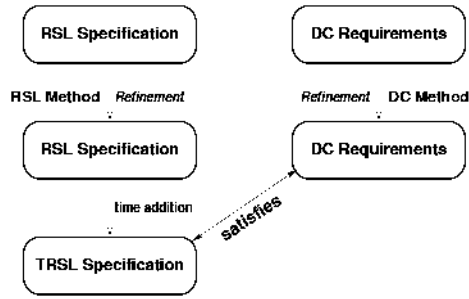 RSL Specification DC Requirements
RSL Method Refinement Refinement DC Method
RSL Specification DC Requirements
time addition
satisfies
TRSL Specification